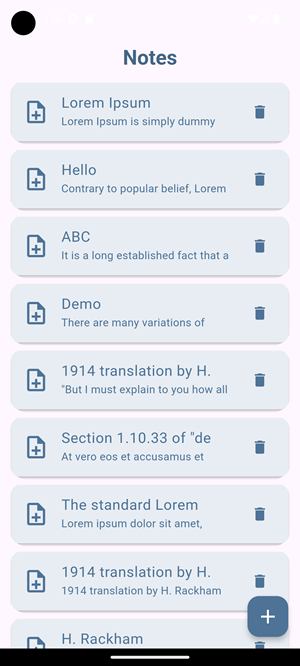 Notes
Lorem Ipsum
Lorem Ipsum is simply dummy
Hello
Contrary to popular belief, Lorem
ABC
It is a long established fact that a
Demo
There are many variations of
1914 translation by H.
"But I must explain to you how all
Section 1.10.33 of "de
At vero eos et accusamus et
The standard Lorem
Lorem ipsum dolor sit amet,
1914 translation by H.
1914 translation by H. Rackham
H. Rackham